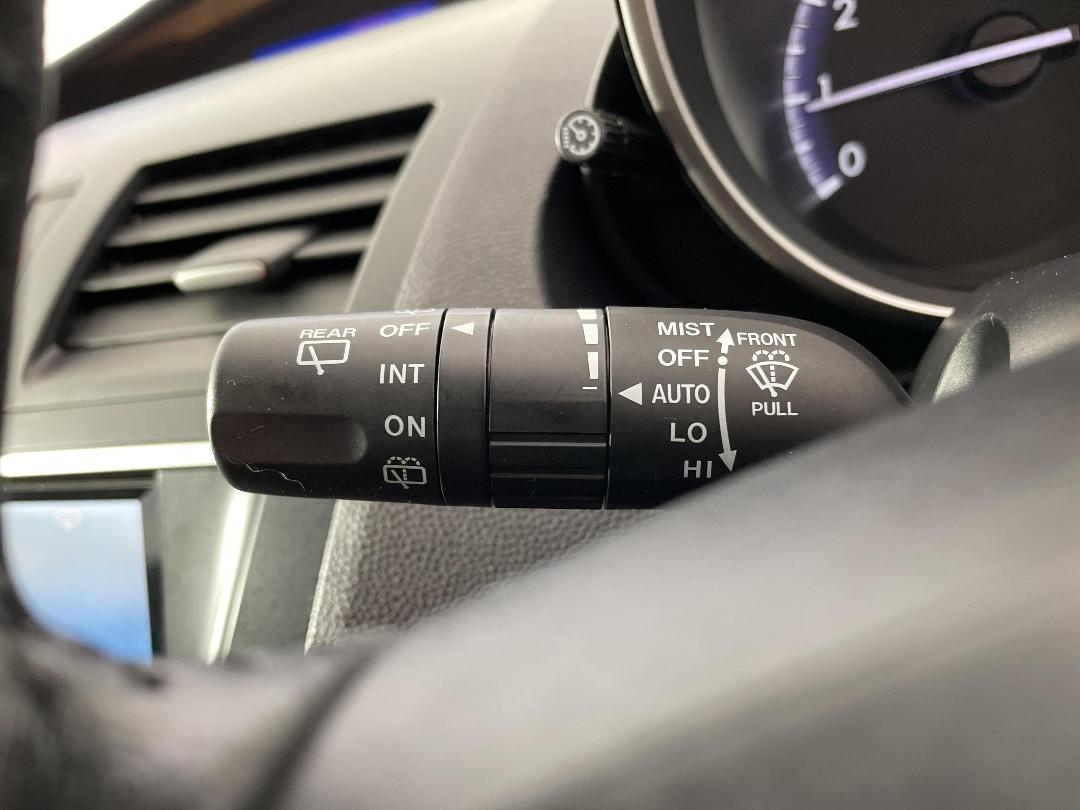 2
1
0
REAR
OFF
INT
ON
MIST
OFF
AUTO
LO
HI
FRONT
PULL